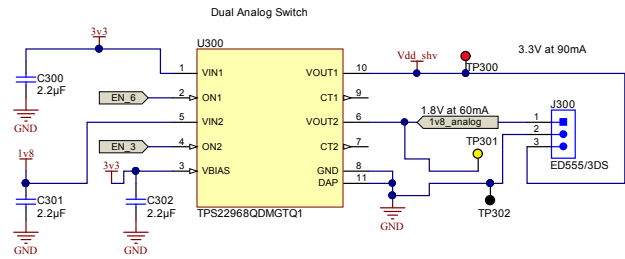 Dual Analog Switch
3v3
U300
Vdd_shv
3.3V at 90mA
TP300
1 VIN1 VOUT1 10
C300
2.2µF
EN_6 2 ON1 CT1 9
5 VIN2 VOUT2 6
1.8V at 60mA
1v8_analog
J300
1
2
3
ED555/3DS
GND
EN_3 4 ON2 CT2 7
TP301
1v8
3v3
3 VBIAS GND 8
DAP 11
C301
2.2µF
C302
2.2µF
TPS22968QDMGTQ1
GND
TP302
GND
GND